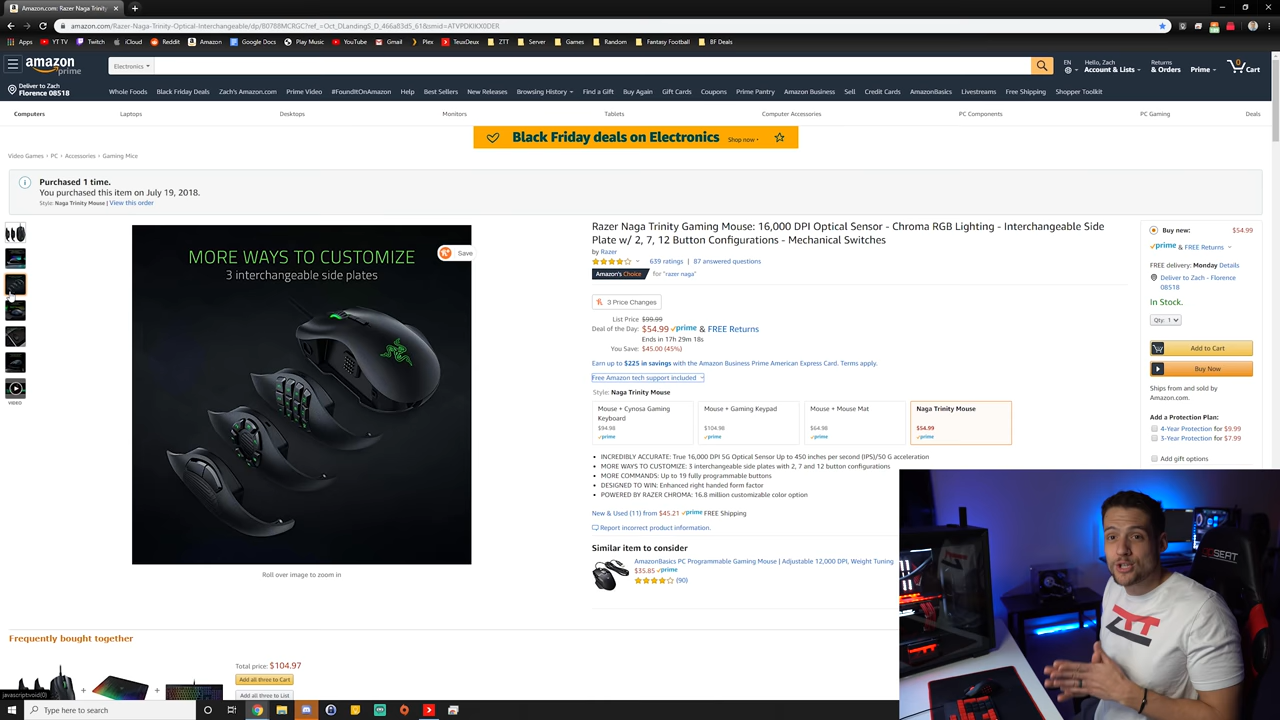 Amazon.com: Razer Naga Trinity
amazon.com/Razer-Naga-Trinity-Optical-Interchangeable/dp/B0788MCRGC?ref_=Oct_DLandingS_D_466a83d5_61&smid=ATVPDKIKX0DER
Apps YT TV Twitch iCloud Reddit Amazon Google Docs Play Music YouTube Gmail Plex TeuxDeux ZTT Server Games Random Fantasy Football BF Deals
amazon prime
Electronics
EN
Hello, Zach
Account & Lists
Returns
& Orders
Prime
0
Cart
Deliver to Zach
Florence 08518
Whole Foods Black Friday Deals Zach's Amazon.com Prime Video #FoundItOnAmazon Help Best Sellers New Releases Browsing History Find a Gift Buy Again Gift Cards Coupons Prime Pantry Amazon Business Sell Credit Cards AmazonBasics Livestreams Free Shipping Shopper Toolkit
Computers Laptops Desktops Monitors Tablets Computer Accessories PC Components PC Gaming Deals
Black Friday deals on Electronics Shop now ›
Video Games › PC › Accessories › Gaming Mice
Purchased 1 time.
You purchased this item on July 19, 2018.
Style: Naga Trinity Mouse | View this order
VIDEO
MORE WAYS TO CUSTOMIZE
3 interchangeable side plates
Save
Roll over image to zoom in
Razer Naga Trinity Gaming Mouse: 16,000 DPI Optical Sensor - Chroma RGB Lighting - Interchangeable Side
Plate w/ 2, 7, 12 Button Configurations - Mechanical Switches
by Razer
639 ratings | 87 answered questions
Amazon's Choice for "razer naga"
3 Price Changes
List Price $99.99
Deal of the Day: $54.99 prime & FREE Returns
Ends in 17h 29m 18s
You Save: $45.00 (45%)
Earn up to $225 in savings with the Amazon Business Prime American Express Card. Terms apply.
Free Amazon tech support included
Style: Naga Trinity Mouse
Mouse + Cynosa Gaming
Keyboard
$94.98
prime
Mouse + Gaming Keypad
$104.98
prime
Mouse + Mouse Mat
$64.98
prime
Naga Trinity Mouse
$54.99
prime
• INCREDIBLY ACCURATE: True 16,000 DPI 5G Optical Sensor Up to 450 inches per second (IPS)/50 G acceleration
• MORE WAYS TO CUSTOMIZE: 3 interchangeable side plates with 2, 7 and 12 button configurations
• MORE COMMANDS: Up to 19 fully programmable buttons
• DESIGNED TO WIN: Enhanced right handed form factor
• POWERED BY RAZER CHROMA: 16.8 million customizable color option
New & Used (11) from $45.21 prime FREE Shipping
Report incorrect product information.
Similar item to consider
AmazonBasics PC Programmable Gaming Mouse | Adjustable 12,000 DPI, Weight Tuning
$35.85 prime
(90)
Buy new: $54.99
prime & FREE Returns
FREE delivery: Monday Details
Deliver to Zach - Florence
08518
In Stock.
Qty: 1
Add to Cart
Buy Now
Ships from and sold by
Amazon.com.
Add a Protection Plan:
4-Year Protection for $9.99
3-Year Protection for $7.99
Add gift options
Frequently bought together
+ +
Total price: $104.97
Add all three to Cart
Add all three to List
javascript:void(0)
Type here to search
ZTT